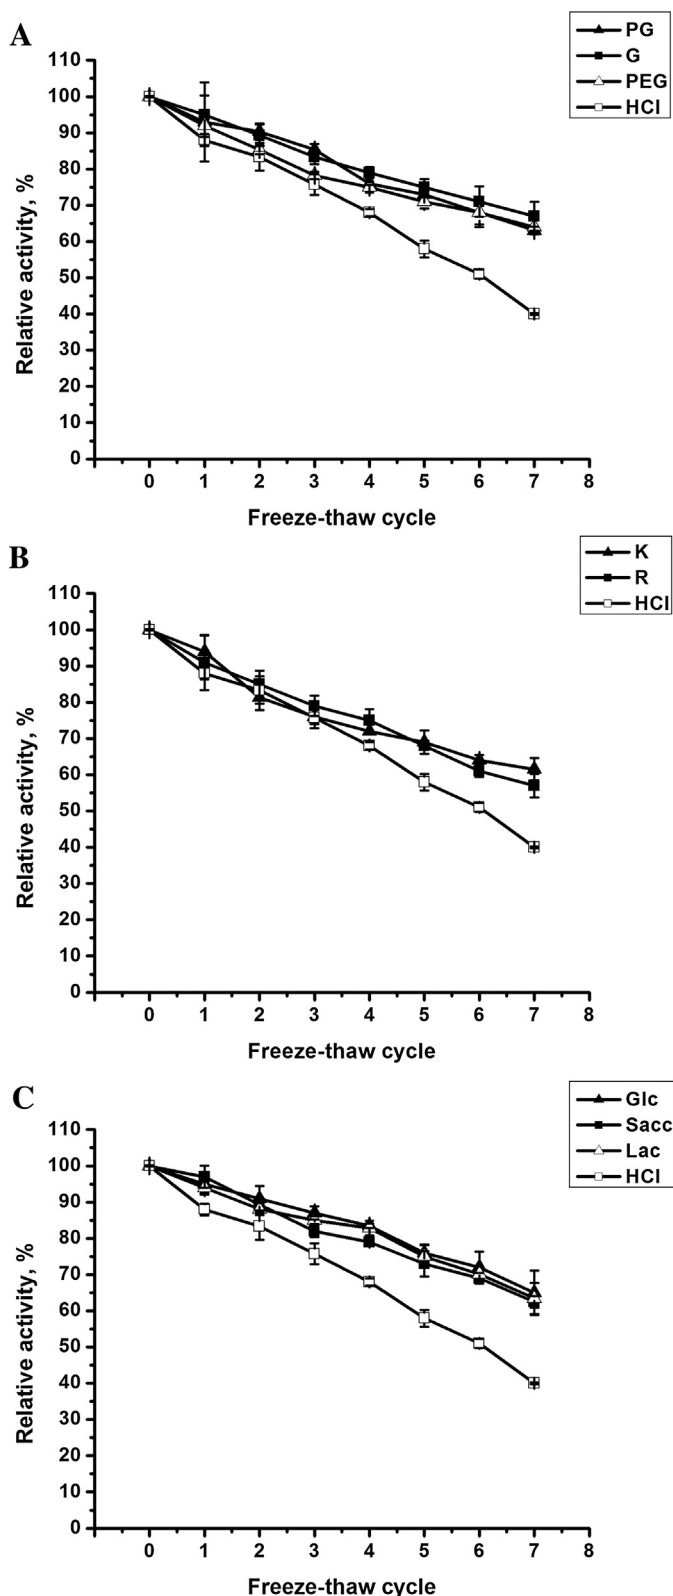 A
PG
G
PEG
HCl
110
100
90
80
70
60
50
40
30
20
10
0
Relative activity, %
0 1 2 3 4 5 6 7 8
Freeze-thaw cycle
B
K
R
HCl
110
100
90
80
70
60
50
40
30
20
10
0
Relative activity, %
0 1 2 3 4 5 6 7 8
Freeze-thaw cycle
C
Glc
Sacc
Lac
HCl
110
100
90
80
70
60
50
40
30
20
10
0
Relative activity, %
0 1 2 3 4 5 6 7 8
Freeze-thaw cycle